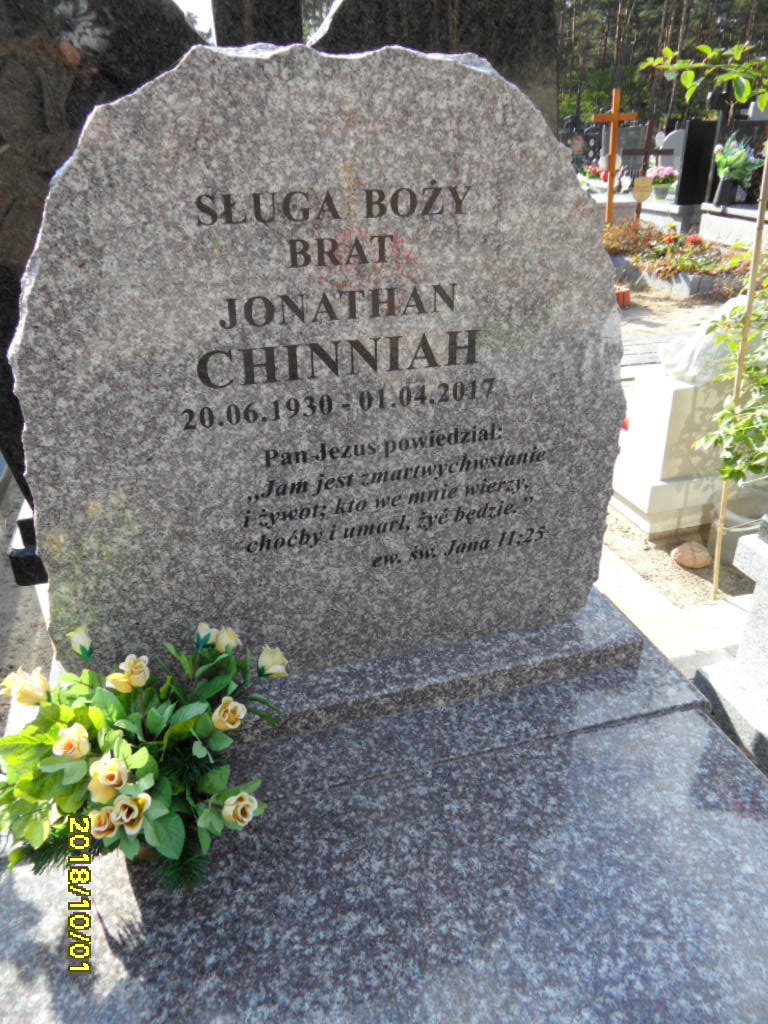 SŁUGA BOŻY
BRAT
JONATHAN
CHINNIAH
20.06.1930 - 01.04.2017
Pan Jezus powiedział:
„Jam jest zmartwychwstanie
i żywot; kto we mnie wierzy,
choćby i umarł, żyć będzie.”
ew. św. Jana 11:25
2018/10/01